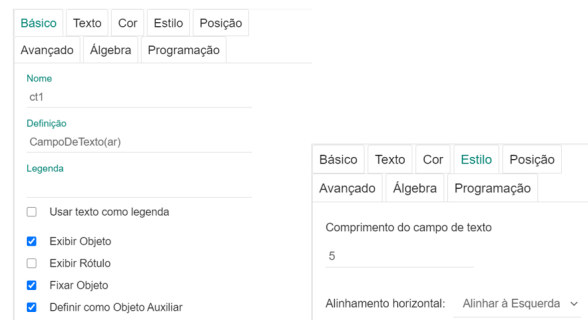 Básico Texto Cor Estilo Posição
Avançado Álgebra Programação
Nome
ct1
Definição
CampoDeTexto(ar)
Legenda
Usar texto como legenda
Exibir Objeto
Exibir Rótulo
Fixar Objeto
Definir como Objeto Auxiliar
Básico Texto Cor Estilo Posição
Avançado Álgebra Programação
Comprimento do campo de texto
5
Alinhamento horizontal: Alinhar à Esquerda